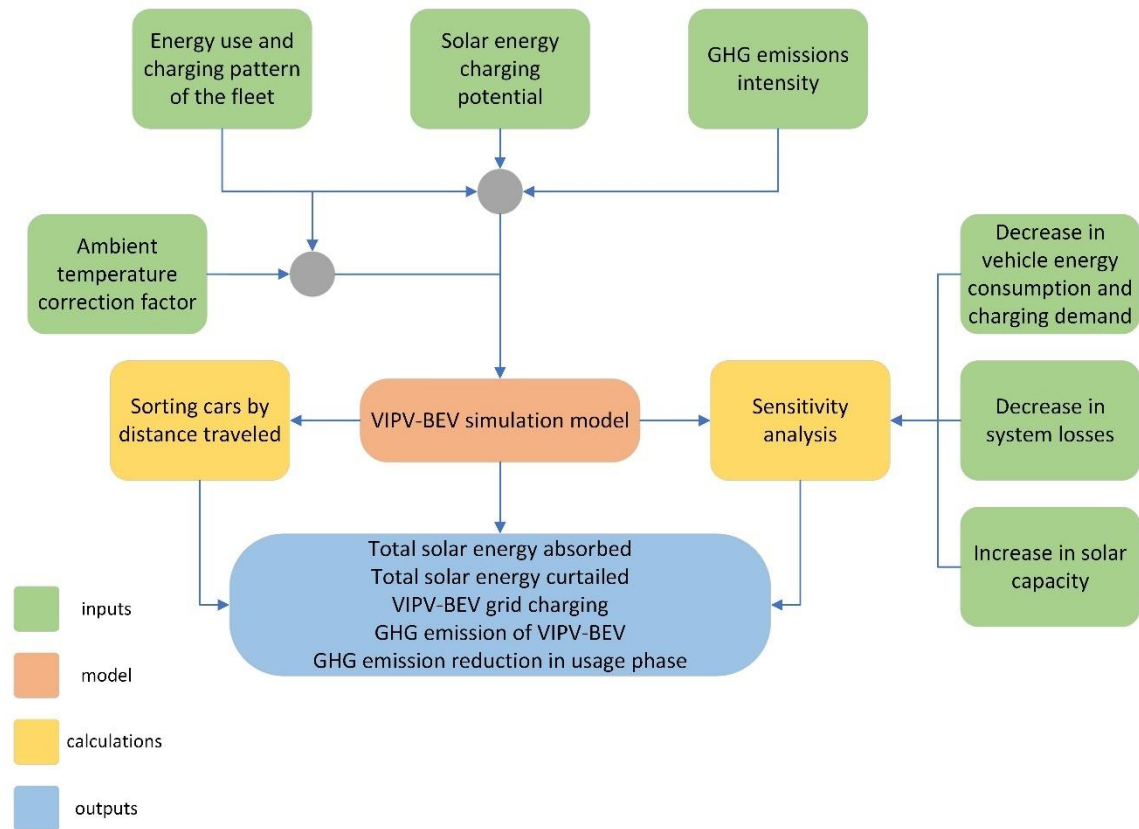 Energy use and
charging pattern
of the fleet
Solar energy
charging
potential
GHG emissions
intensity
Ambient
temperature
correction factor
Decrease in
vehicle energy
consumption and
charging demand
Sorting cars by
distance traveled
VIPV-BEV simulation model
Sensitivity
analysis
Decrease in
system losses
Total solar energy absorbed
Total solar energy curtailed
VIPV-BEV grid charging
GHG emission of VIPV-BEV
GHG emission reduction in usage phase
Increase in solar
capacity
inputs
model
calculations
outputs